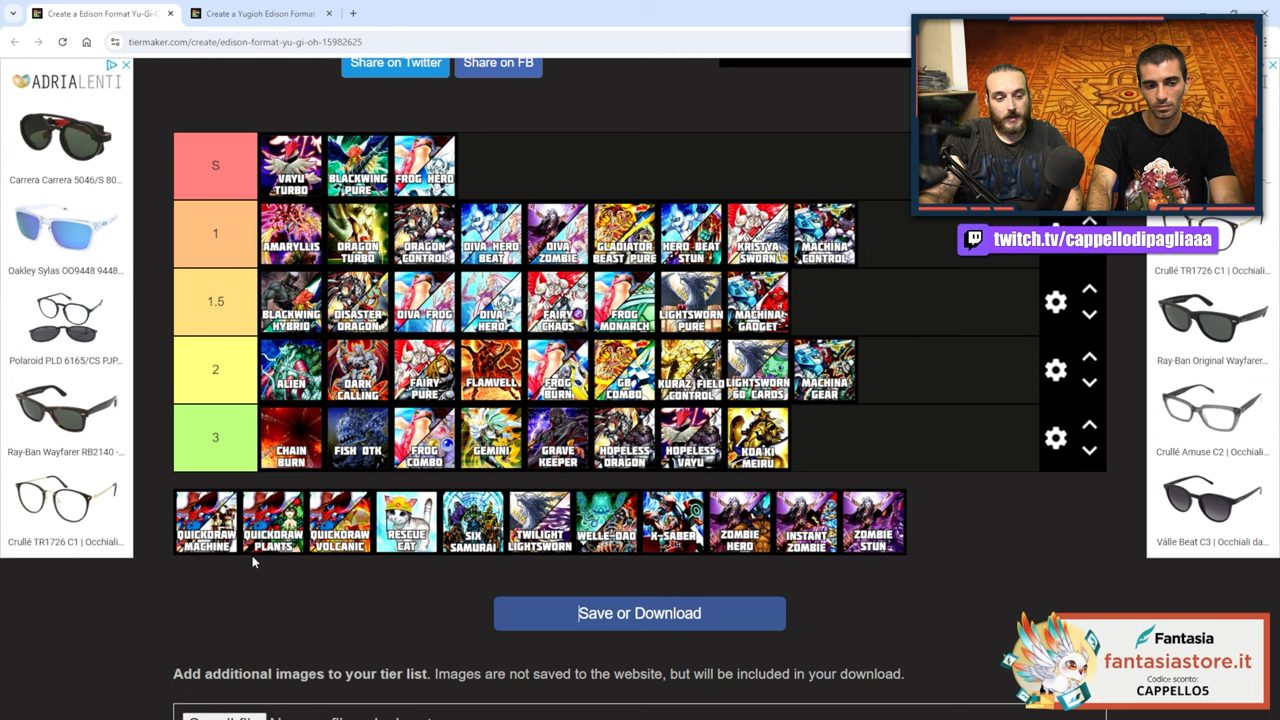 Create a Edison Format Yu-Gi-O
Create a Yugioh Edison Format
tiermaker.com/create/edison-format-yu-gi-oh-15982625
Share on Twitter
Share on FB
ADRIALENTI
Carrera Carrera 5046/S 80...
Oakley Sylas OO9448 9448...
Polaroid PLD 6165/CS PJP...
Ray-Ban Wayfarer RB2140 -...
Crullé TR1726 C1 | Occhiali...
S
VAYU TURBO
BLACKWING PURE
FROG HERO
1
AMARYLLIS
DRAGON TURBO
DRAGON CONTROL
DIVA HERO BEAT
DIVA ZOMBIE
GLADIATOR BEAST PURE
HERO BEAT STUN
KRISTYA SWORN
MACHINA CONTROL
1.5
BLACKWING HYBRID
DISASTER DRAGON
DIVA FROG
DIVA HERO
FAIRY CHAOS
FROG MONARCH
LIGHTSWORN PURE
MACHINA GADGET
2
ALIEN
DARK CALLING
FAIRY PURE
FLAMVELL
FROG BURN
GB COMBO
KURAZ FIELD CONTROL
LIGHTSWORN 60 CARDS
MACHINA GEAR
3
CHAIN BURN
FISH OTK
FROG COMBO
GEMINI
GRAVE KEEPER
HOPELESS DRAGON
HOPELESS VAYU
KOA KI MEIRU
QUICKDRAW MACHINE
QUICKDRAW PLANTS
QUICKDRAW VOLCANIC
RESCUE CAT
SIX SAMURAI
TWILIGHT LIGHTSWORN
WELLE-DAD
X-SABER
ZOMBIE HERO
INSTANT ZOMBIE
ZOMBIE STUN
Save or Download
Add additional images to your tier list. Images are not saved to the website, but will be included in your download.
twitch.tv/cappellodipagliaaa
Crullé TR1726 C1 | Occhiali...
Ray-Ban Original Wayfarer...
Crullé Amuse C2 | Occhiali...
Válle Beat C3 | Occhiali da...
Fantasia
fantasiastore.it
Codice sconto:
CAPPELLO5